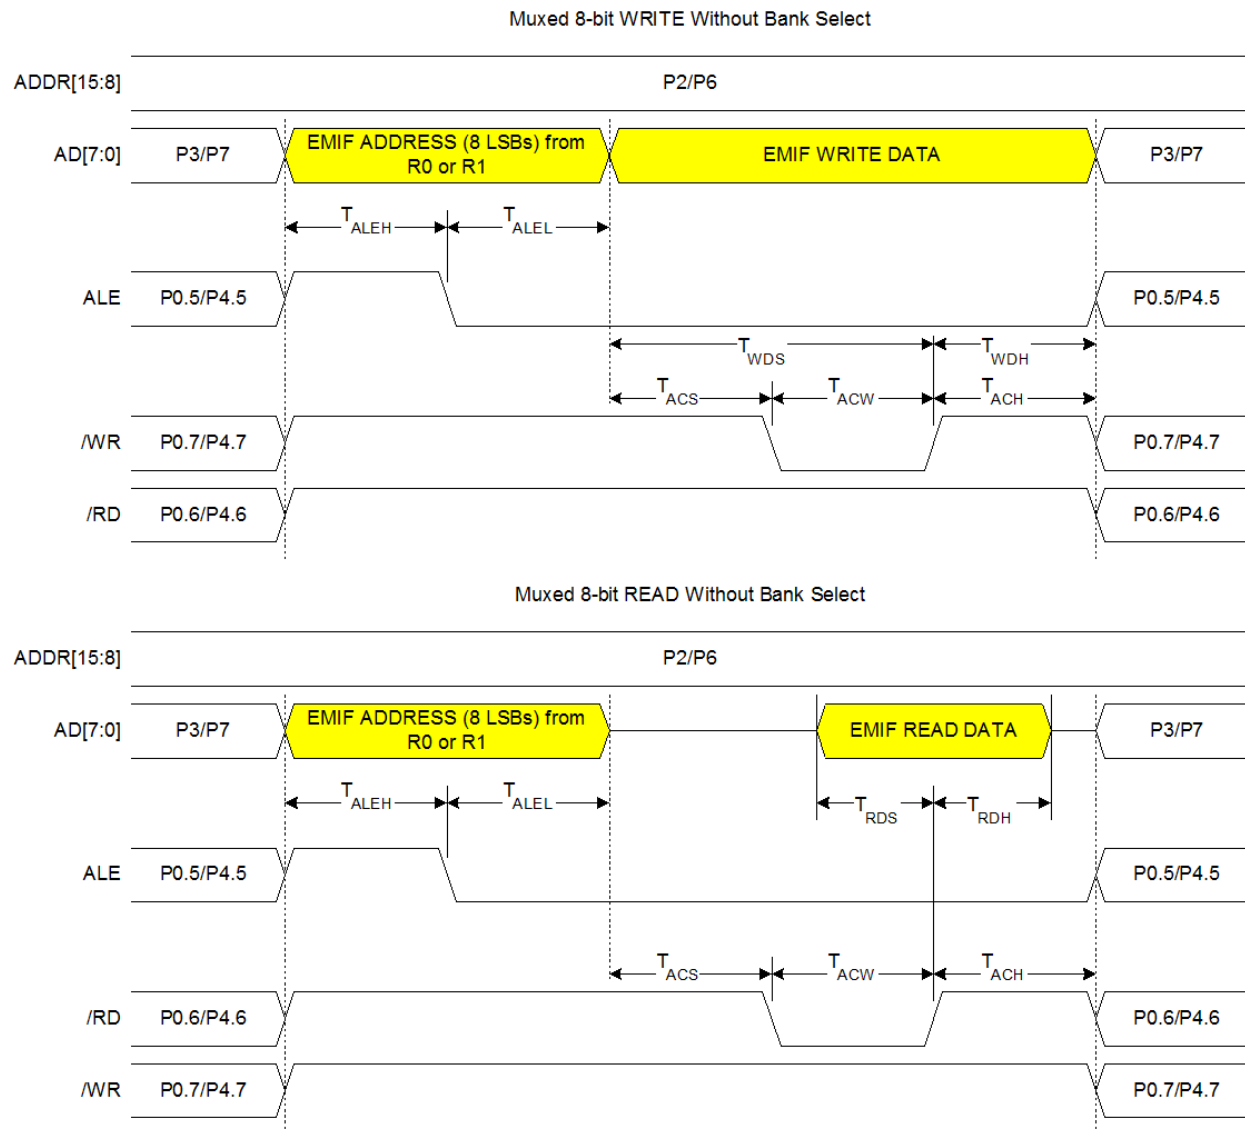 Muxed 8-bit WRITE Without Bank Select
ADDR[15:8] P2/P6
AD[7:0] P3/P7 EMIF ADDRESS (8 LSBs) from R0 or R1 EMIF WRITE DATA P3/P7
TALEH TALEL
ALE P0.5/P4.5 P0.5/P4.5
TWDS TWDH
TACS TACW TACH
/WR P0.7/P4.7 P0.7/P4.7
/RD P0.6/P4.6 P0.6/P4.6
Muxed 8-bit READ Without Bank Select
ADDR[15:8] P2/P6
AD[7:0] P3/P7 EMIF ADDRESS (8 LSBs) from R0 or R1 EMIF READ DATA P3/P7
TALEH TALEL TRDS TRDH
ALE P0.5/P4.5 P0.5/P4.5
TACS TACW TACH
/RD P0.6/P4.6 P0.6/P4.6
/WR P0.7/P4.7 P0.7/P4.7